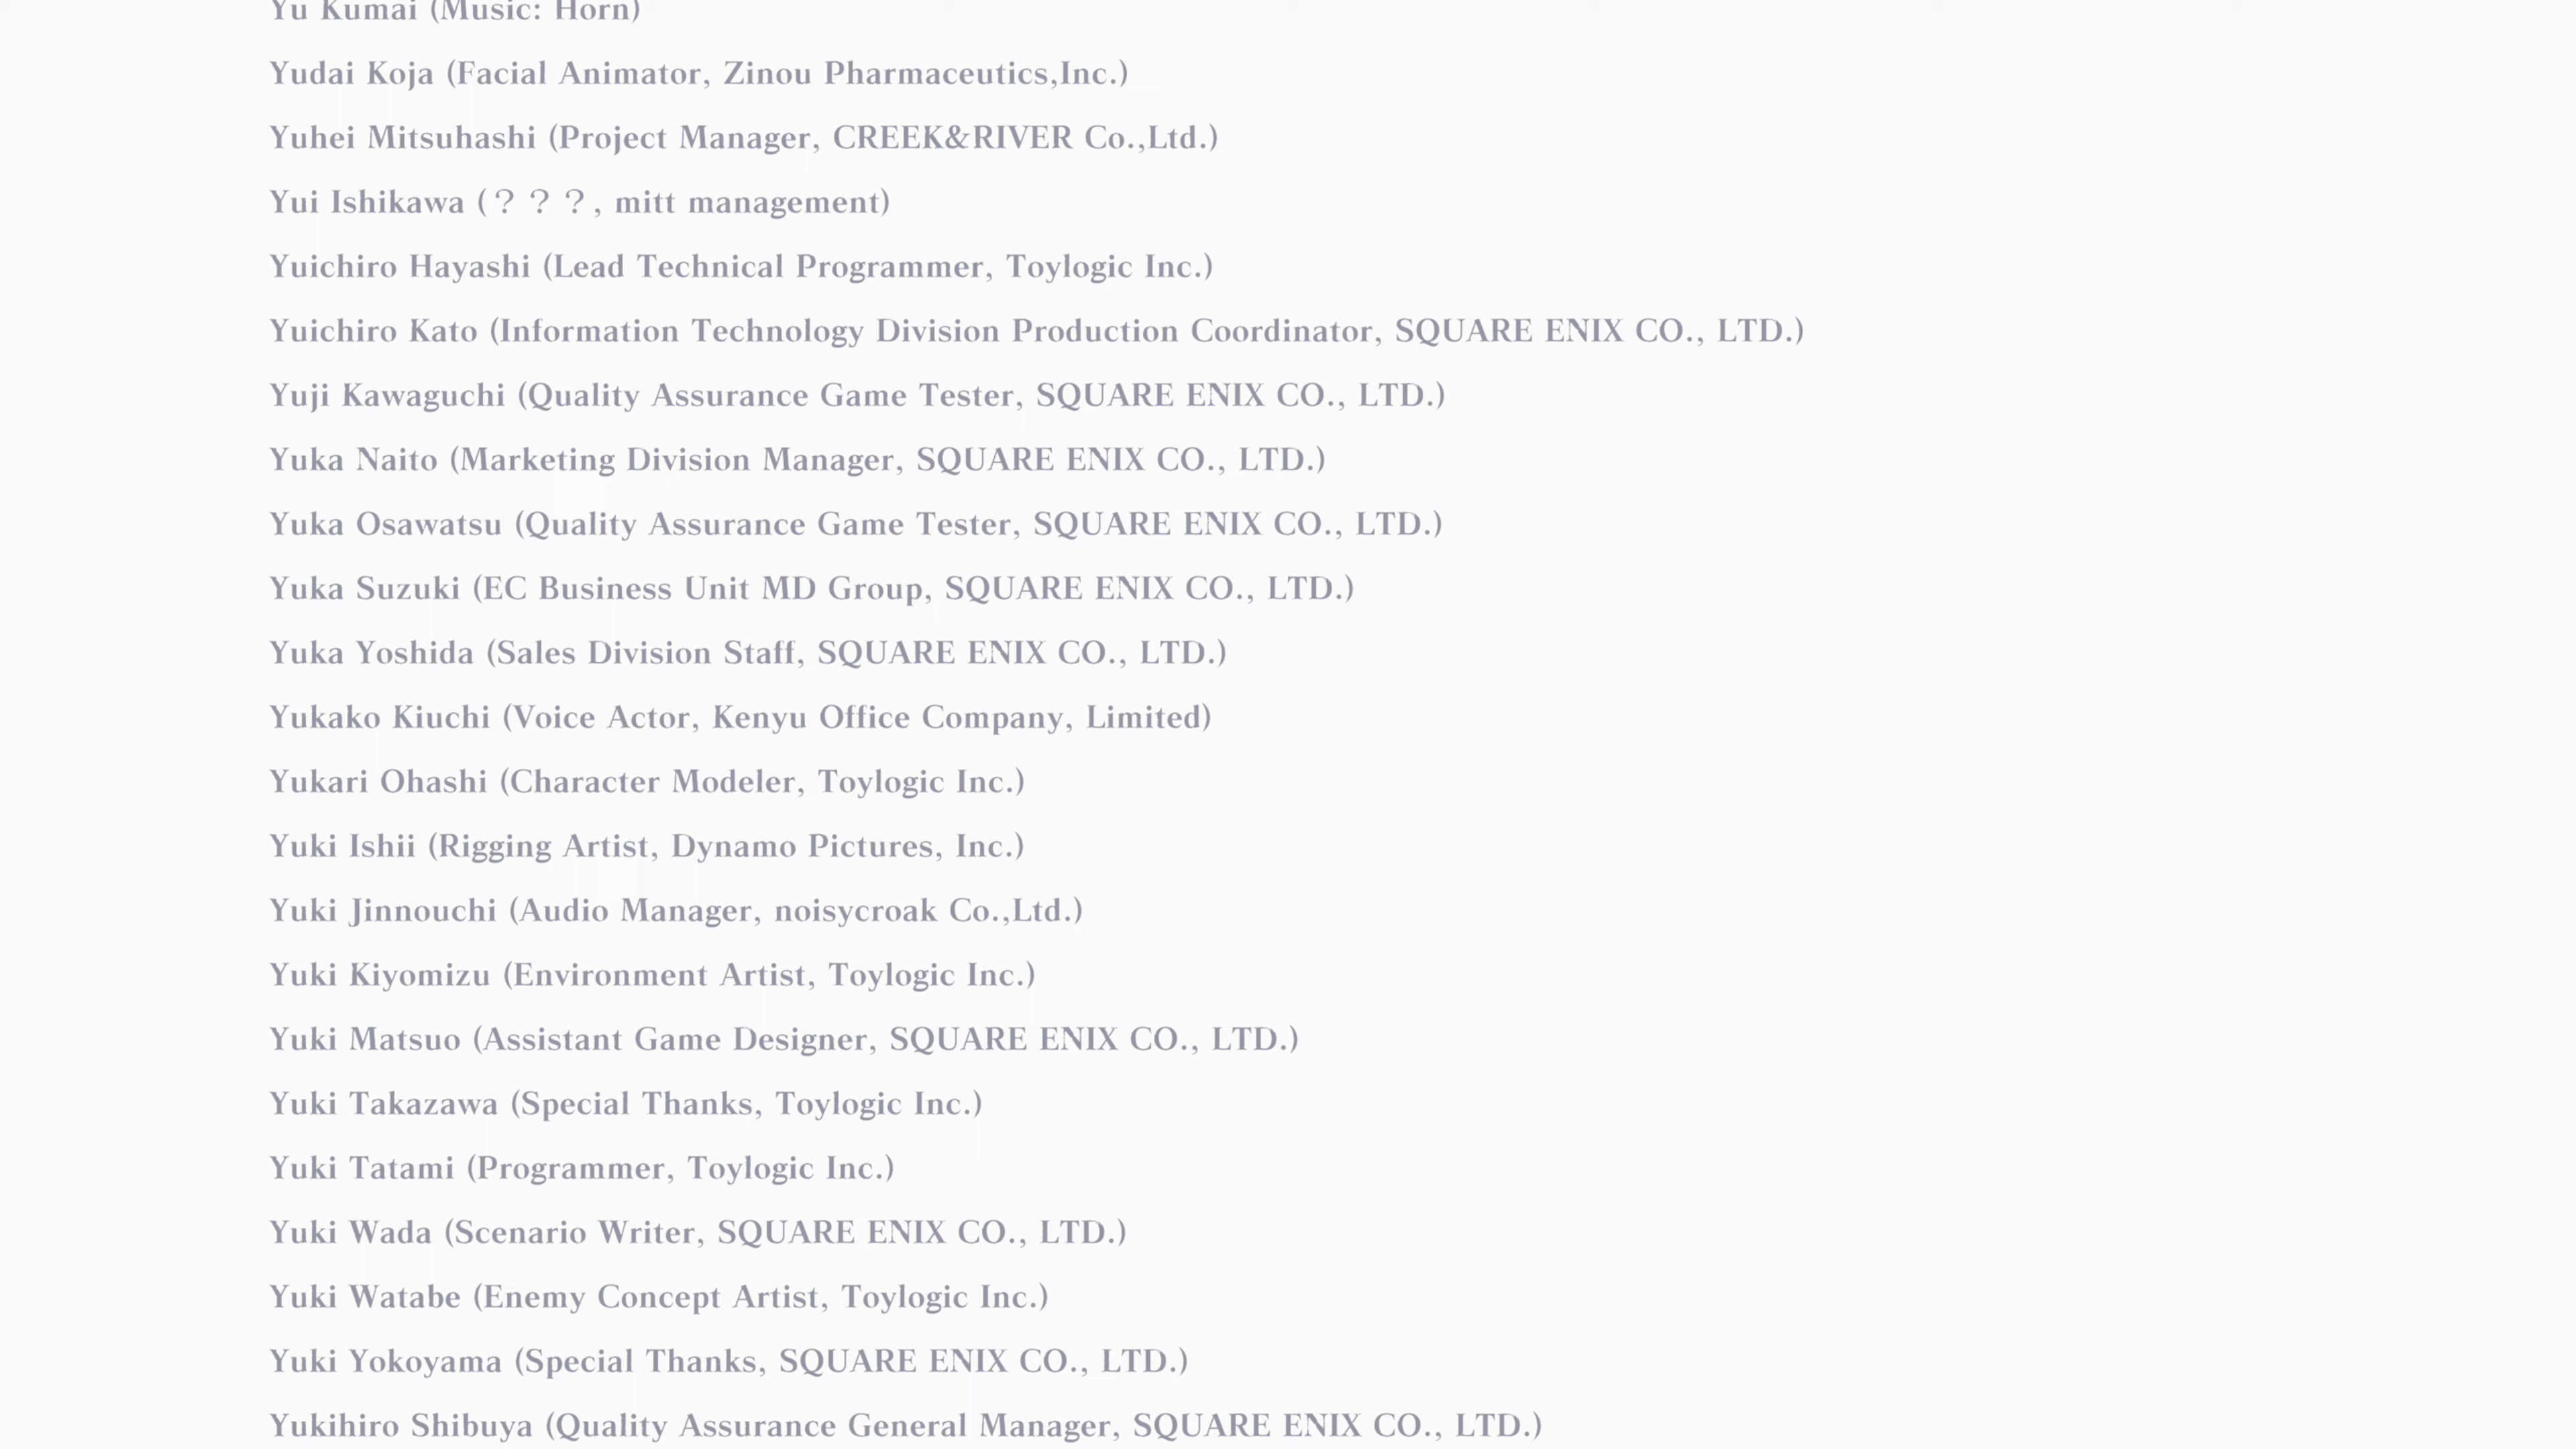 Yu Kumai (Music: Horn)
Yudai Koja (Facial Animator, Zinou Pharmaceutics,Inc.)
Yuhei Mitsuhashi (Project Manager, CREEK&RIVER Co.,Ltd.)
Yui Ishikawa (？？？, mitt management)
Yuichiro Hayashi (Lead Technical Programmer, Toylogic Inc.)
Yuichiro Kato (Information Technology Division Production Coordinator, SQUARE ENIX CO., LTD.)
Yuji Kawaguchi (Quality Assurance Game Tester, SQUARE ENIX CO., LTD.)
Yuka Naito (Marketing Division Manager, SQUARE ENIX CO., LTD.)
Yuka Osawatsu (Quality Assurance Game Tester, SQUARE ENIX CO., LTD.)
Yuka Suzuki (EC Business Unit MD Group, SQUARE ENIX CO., LTD.)
Yuka Yoshida (Sales Division Staff, SQUARE ENIX CO., LTD.)
Yukako Kiuchi (Voice Actor, Kenyu Office Company, Limited)
Yukari Ohashi (Character Modeler, Toylogic Inc.)
Yuki Ishii (Rigging Artist, Dynamo Pictures, Inc.)
Yuki Jinnouchi (Audio Manager, noisycroak Co.,Ltd.)
Yuki Kiyomizu (Environment Artist, Toylogic Inc.)
Yuki Matsuo (Assistant Game Designer, SQUARE ENIX CO., LTD.)
Yuki Takazawa (Special Thanks, Toylogic Inc.)
Yuki Tatami (Programmer, Toylogic Inc.)
Yuki Wada (Scenario Writer, SQUARE ENIX CO., LTD.)
Yuki Watabe (Enemy Concept Artist, Toylogic Inc.)
Yuki Yokoyama (Special Thanks, SQUARE ENIX CO., LTD.)
Yukihiro Shibuya (Quality Assurance General Manager, SQUARE ENIX CO., LTD.)